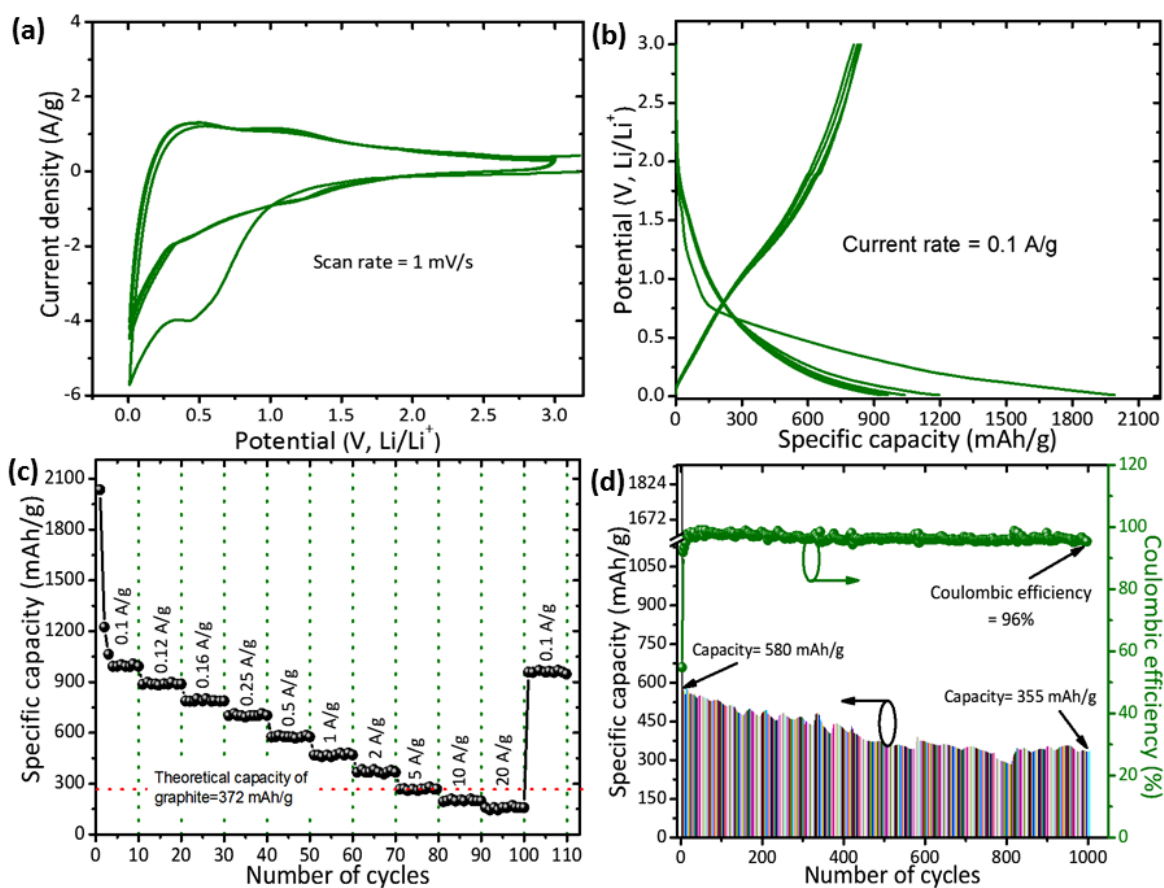 (a)
4
2
0
-2
-4
-6
Current density (A/g)
Scan rate = 1 mV/s
0.0 0.5 1.0 1.5 2.0 2.5 3.0
Potential (V, Li/Li+)
(b)
3.0
2.5
2.0
1.5
1.0
0.5
0.0
Potential (V, Li/Li+)
Current rate = 0.1 A/g
0 300 600 900 1200 1500 1800 2100
Specific capacity (mAh/g)
(c)
2100
1800
1500
1200
900
600
300
0
Specific capacity (mAh/g)
0.1 A/g
0.12 A/g
0.16 A/g
0.25 A/g
0.5 A/g
1 A/g
2 A/g
5 A/g
10 A/g
20 A/g
0.1 A/g
Theoretical capacity of
graphite=372 mAh/g
0 10 20 30 40 50 60 70 80 90 100 110
Number of cycles
(d)
1824
1672
1050
900
750
600
450
300
150
0
Specific capacity (mAh/g)
120
100
80
60
40
20
0
Coulombic efficiency (%)
Coulombic efficiency
= 96%
Capacity= 580 mAh/g
Capacity= 355 mAh/g
0 200 400 600 800 1000
Number of cycles